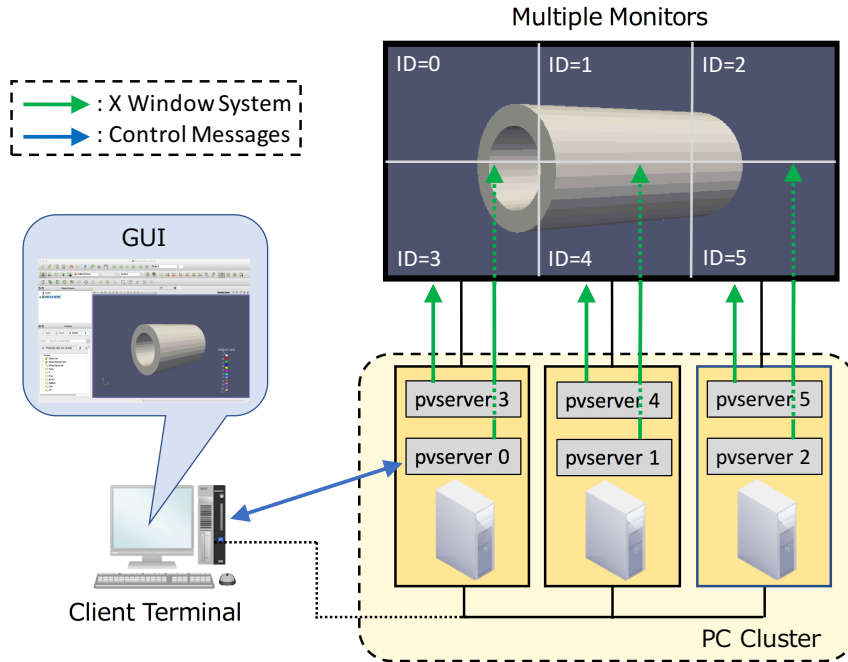 Multiple Monitors
ID=0 ID=1 ID=2
: X Window System
: Control Messages
ID=3 ID=4 ID=5
GUI
pvserver 3 pvserver 4 pvserver 5
pvserver 0 pvserver 1 pvserver 2
Client Terminal
PC Cluster